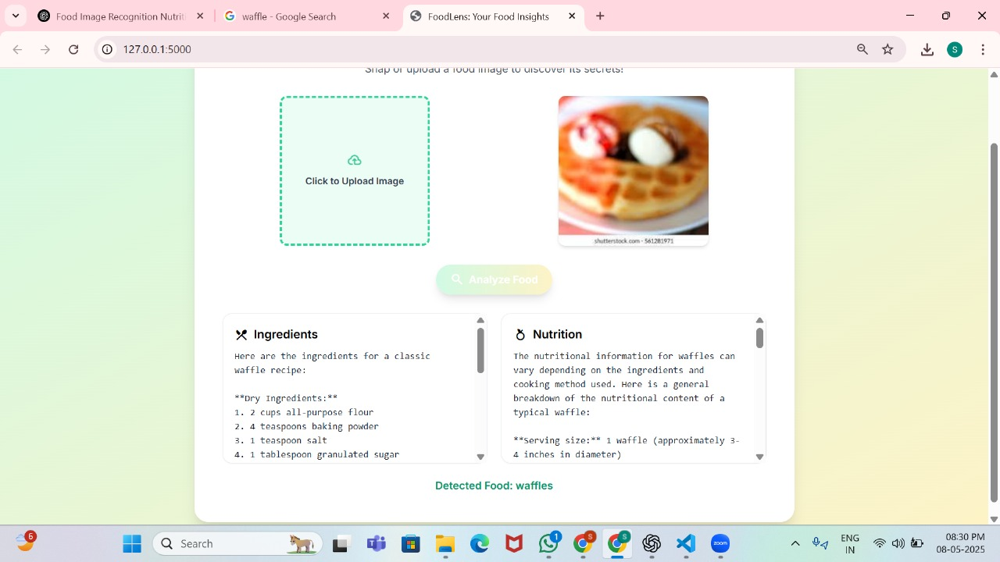 Food Image Recognition Nutriti
waffle - Google Search
FoodLens: Your Food Insights
127.0.0.1:5000
S
Snap or upload a food image to discover its secrets!
Click to Upload Image
shutterstock.com · 561281971
Analyze Food
Ingredients
Here are the ingredients for a classic
waffle recipe:
**Dry Ingredients:**
1. 2 cups all-purpose flour
2. 4 teaspoons baking powder
3. 1 teaspoon salt
4. 1 tablespoon granulated sugar
Nutrition
The nutritional information for waffles can
vary depending on the ingredients and
cooking method used. Here is a general
breakdown of the nutritional content of a
typical waffle:
**Serving size:** 1 waffle (approximately 3-
4 inches in diameter)
Detected Food: waffles
6
Search
1
S
S
zoom
ENG
IN
08:30 PM
08-05-2025